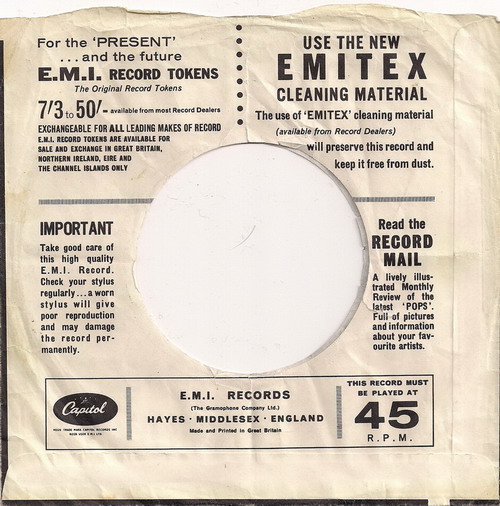 For the 'PRESENT'
...and the future
E.M.I. RECORD TOKENS
The Original Record Tokens
7/3 to 50/- available from most Record Dealers
EXCHANGEABLE FOR ALL LEADING MAKES OF RECORD
E.M.I. RECORD TOKENS ARE AVAILABLE FOR
SALE AND EXCHANGE IN GREAT BRITAIN,
NORTHERN IRELAND, EIRE AND
THE CHANNEL ISLANDS ONLY
USE THE NEW
EMITEX
CLEANING MATERIAL
The use of 'EMITEX' cleaning material
(available from Record Dealers)
will preserve this record and
keep it free from dust.
IMPORTANT
Take good care of
this high quality
E.M.I. Record.
Check your stylus
regularly...a worn
stylus will give
poor reproduction
and may damage
the record per-
manently.
Read the
RECORD
MAIL
A lively illus-
trated Monthly
Review of the
latest 'POPS'.
Full of pictures
and information
about your fav-
ourite artists.
Capitol
E.M.I. RECORDS
(The Gramophone Company Ltd.)
HAYES · MIDDLESEX · ENGLAND
Made and Printed in Great Britain
THIS RECORD MUST
BE PLAYED AT
45
R.P.M.